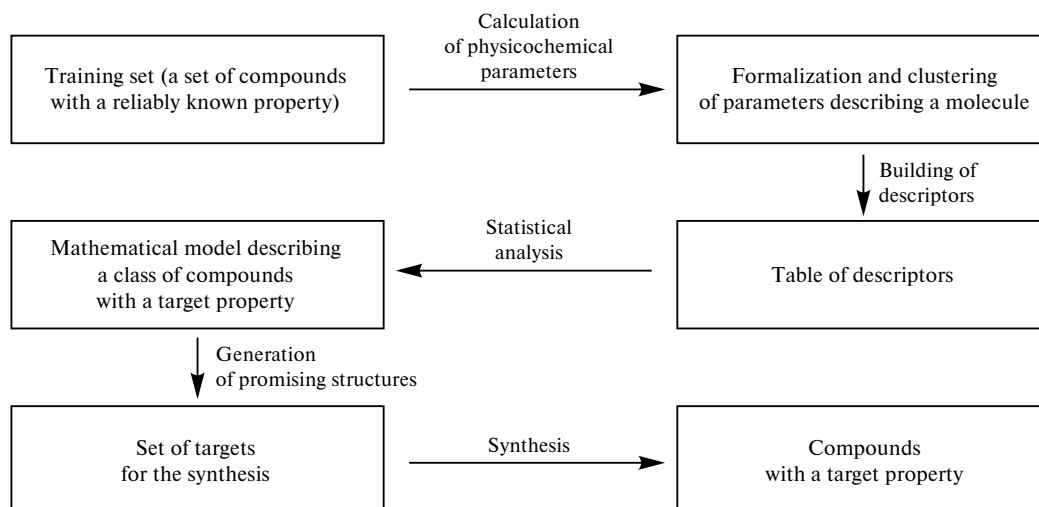 Training set (a set of compounds
with a reliably known property)
Calculation
of physicochemical
parameters
Formalization and clustering
of parameters describing a molecule
Building of
descriptors
Table of descriptors
Statistical
analysis
Mathematical model describing
a class of compounds
with a target property
Generation
of promising structures
Set of targets
for the synthesis
Synthesis
Compounds
with a target property